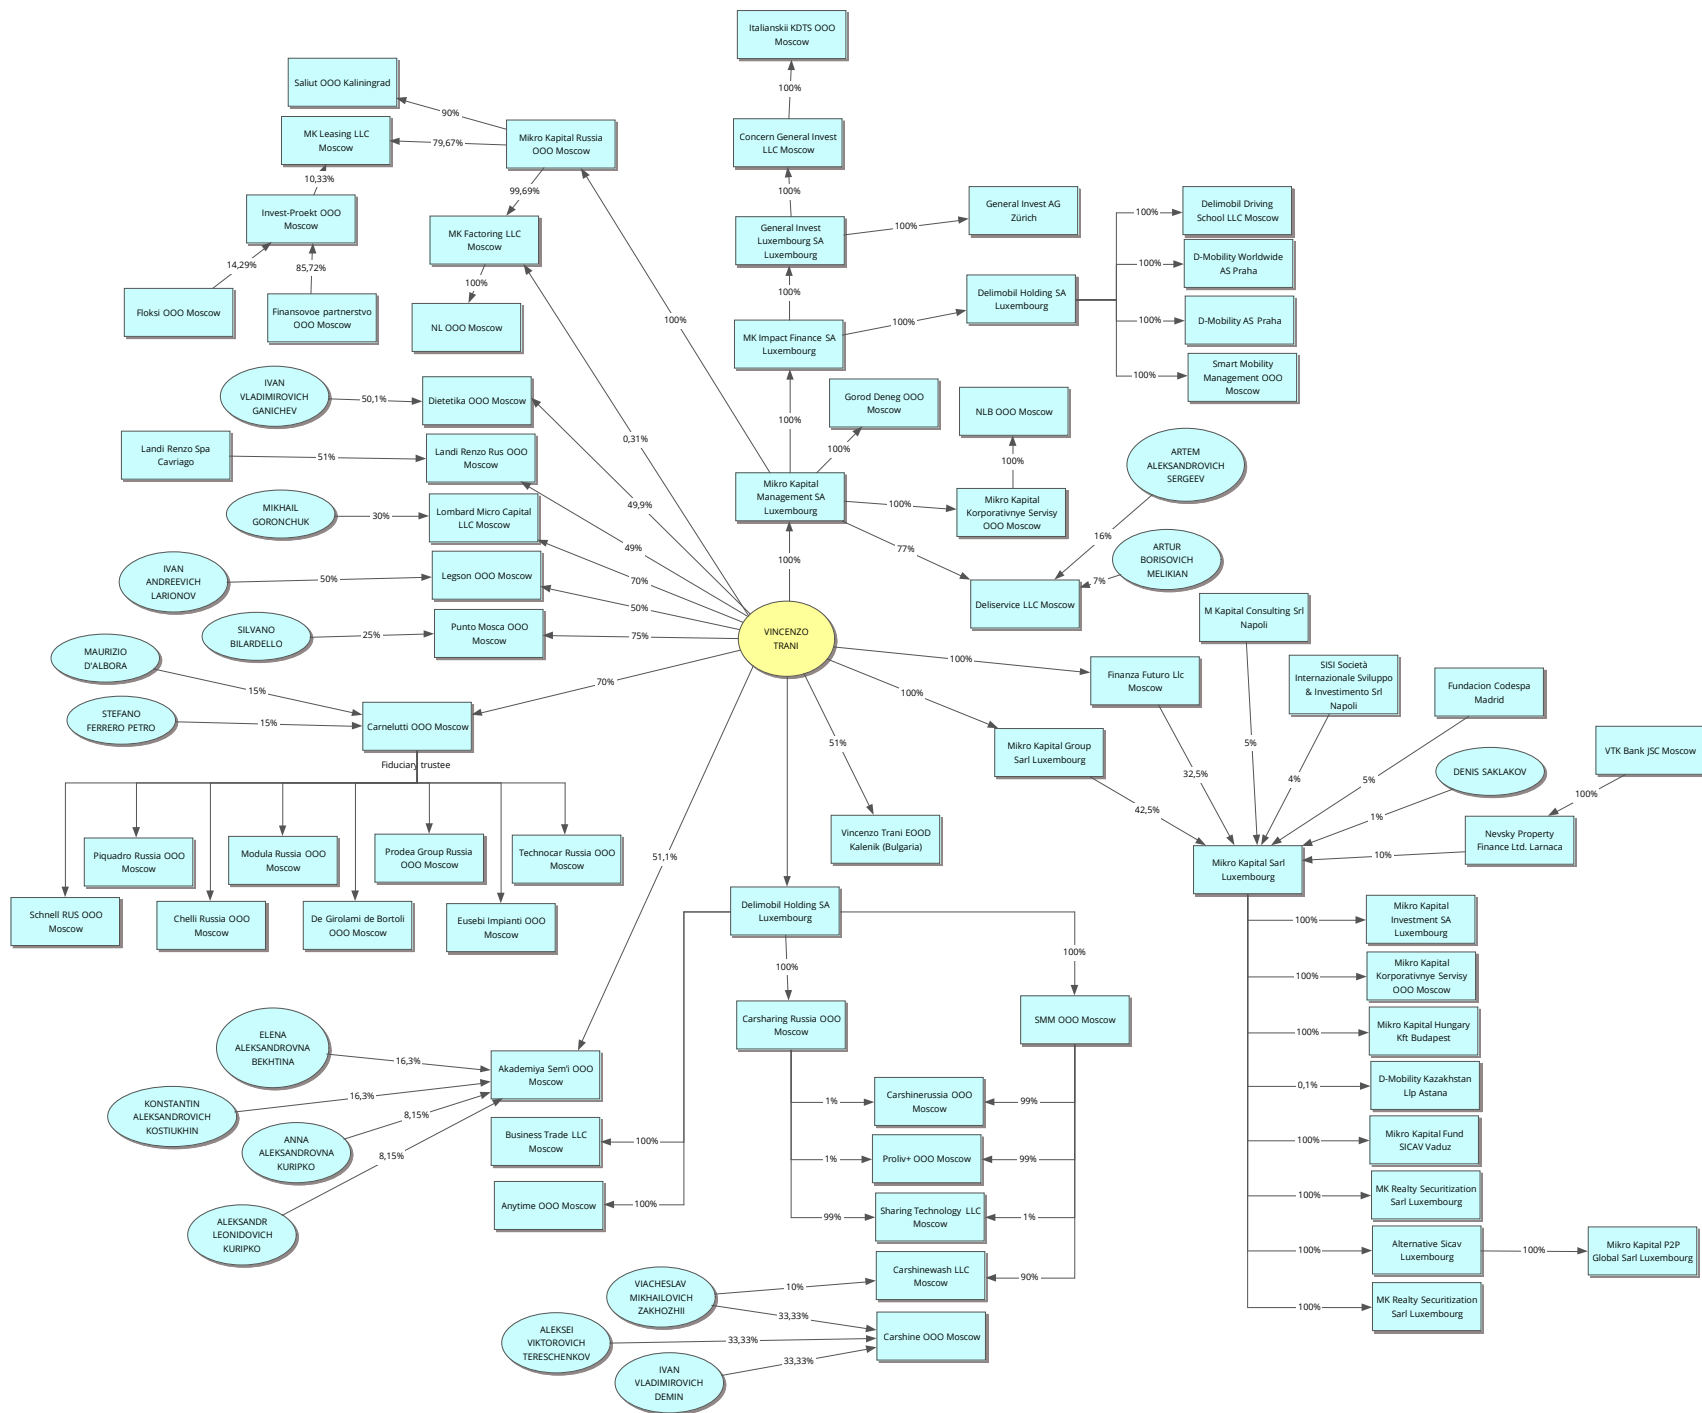 Italianskii KDTS OOO
Moscow
100%
Saliut OOO Kaliningrad
90%
MK Leasing LLC
Moscow
79,67%
Mikro Kapital Russia
OOO Moscow
Concern General Invest
LLC Moscow
10,33%
99,69%
100%
Invest-Proekt OOO
Moscow
MK Factoring LLC
Moscow
General Invest
Luxembourg SA
Luxembourg
100%
General Invest AG
Zürich
100%
Delimobil Driving
School LLC Moscow
14,29%
85,72%
100%
100%
Delimobil Holding SA
Luxembourg
100%
D-Mobility Worldwide
AS Praha
Floksi OOO Moscow
Finansovoe partnerstvo
OOO Moscow
NL OOO Moscow
100%
MK Impact Finance SA
Luxembourg
100%
100%
D-Mobility AS Praha
100%
Smart Mobility
Management OOO
Moscow
IVAN
VLADIMIROVICH
GANICHEV
50,1%
Dietetika OOO Moscow
100%
Gorod Deneg OOO
Moscow
NLB OOO Moscow
0,31%
100%
100%
Landi Renzo Spa
Cavriago
51%
Landi Renzo Rus OOO
Moscow
ARTEM
ALEKSANDROVICH
SERGEEV
49,9%
Mikro Kapital
Management SA
Luxembourg
100%
Mikro Kapital
Korporativnye Servisy
OOO Moscow
MIKHAIL
GORONCHUK
30%
Lombard Micro Capital
LLC Moscow
49%
100%
77%
16%
ARTUR
BORISOVICH
MELIKIAN
7%
IVAN
ANDREEVICH
LARIONOV
50%
Legson OOO Moscow
70%
50%
Deliservice LLC Moscow
SILVANO
BILARDELLO
25%
Punto Mosca OOO
Moscow
75%
VINCENZO
TRANI
M Kapital Consulting Srl
Napoli
MAURIZIO
D'ALBORA
15%
70%
100%
Finanza Futuro Llc
Moscow
SISI Società
Internazionale Sviluppo
& Investimento Srl
Napoli
Fundacion Codespa
Madrid
STEFANO
FERRERO PETRO
15%
Carnelutti OOO Moscow
100%
Mikro Kapital Group
Sarl Luxembourg
51%
5%
VTK Bank JSC Moscow
Fiduciary trustee
32,5%
4%
5%
DENIS SAKLAKOV
100%
42,5%
1%
Piquadro Russia OOO
Moscow
Modula Russia OOO
Moscow
Prodea Group Russia
OOO Moscow
Technocar Russia OOO
Moscow
51,1%
Vincenzo Trani EOOD
Kalenik (Bulgaria)
Nevsky Property
Finance Ltd. Larnaca
10%
Mikro Kapital Sarl
Luxembourg
Schnell RUS OOO
Moscow
Chelli Russia OOO
Moscow
De Girolami de Bortoli
OOO Moscow
Eusebi Impianti OOO
Moscow
Delimobil Holding SA
Luxembourg
100%
Mikro Kapital
Investment SA
Luxembourg
100%
100%
100%
Mikro Kapital
Korporativnye Servisy
OOO Moscow
Carsharing Russia OOO
Moscow
SMM OOO Moscow
100%
Mikro Kapital Hungary
Kft Budapest
ELENA
ALEKSANDROVNA
BEKHTINA
16,3%
Akademiya Sem'i OOO
Moscow
0,1%
D-Mobility Kazakhstan
Llp Astana
KONSTANTIN
ALEKSANDROVICH
KOSTIUKHIN
16,3%
8,15%
1%
Carshinerussia OOO
Moscow
99%
ANNA
ALEKSANDROVNA
KURIPKO
8,15%
Business Trade LLC
Moscow
100%
1%
Proliv+ OOO Moscow
99%
100%
Mikro Kapital Fund
SICAV Vaduz
Anytime OOO Moscow
100%
99%
Sharing Technology LLC
Moscow
1%
100%
MK Realty Securitization
Sarl Luxembourg
ALEKSANDR
LEONIDOVICH
KURIPKO
100%
Alternative Sicav
Luxembourg
100%
Mikro Kapital P2P
Global Sarl Luxembourg
VIACHESLAV
MIKHAILOVICH
ZAKHOZHII
10%
Carshinewash LLC
Moscow
90%
33,33%
100%
MK Realty Securitization
Sarl Luxembourg
ALEKSEI
VIKTOROVICH
TERESCHENKOV
33,33%
Carshine OOO Moscow
33,33%
IVAN
VLADIMIROVICH
DEMIN